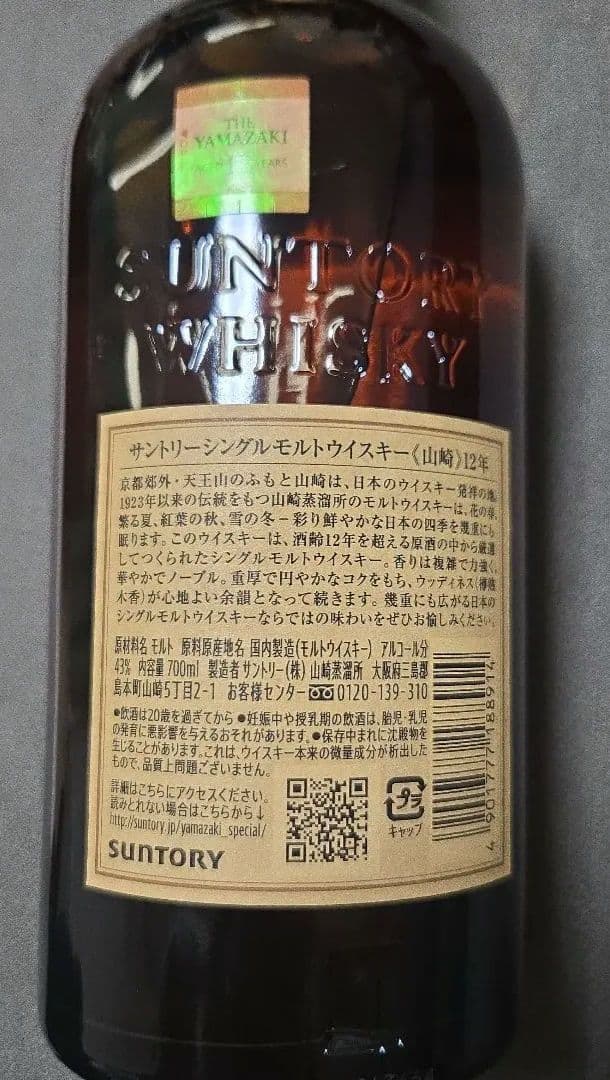 THE
YAMAZAKI
YEARS
SUNTORY
WHISKY
サントリーシングルモルトウイスキー《山崎》12年
京都郊外・天王山のふもと山崎は、日本のウイスキー発祥の地。
1923年以来の伝統をもつ山崎蒸溜所のモルトウイスキーは、花の春、
繁る夏、紅葉の秋、雪の冬－彩り鮮やかな日本の四季を幾重にも
眠ります。このウイスキーは、酒齢12年を超える原酒の中から厳選
してつくられたシングルモルトウイスキー。香りは複雑で力強く、
華やかでノーブル。重厚で円やかなコクをもち、ウッディネス(樽熟
木香)が心地よい余韻となって続きます。幾重にも広がる日本の
シングルモルトウイスキーならではの味わいをぜひお愉しみください。
原材料名 モルト 原料原産地名 国内製造(モルトウイスキー) アルコール分
43% 内容量700ml 製造者 サントリー(株) 山崎蒸溜所 大阪府三島郡
島本町山崎5丁目2-1 お客様センター 0120-139-310
●飲酒は20歳を過ぎてから ●妊娠中や授乳期の飲酒は、胎児・乳児
の発育に悪影響を与えるおそれがあります。●保存中まれに沈殿物を
生じることがあります。これは、ウイスキー本来の微量成分が析出した
もので、品質上問題ございません。
詳細はこちらにアクセスください。
読みとれない場合はこちらから↓
http://suntory.jp/yamazaki_special/
SUNTORY
プラ
キャップ
4 901777 188914